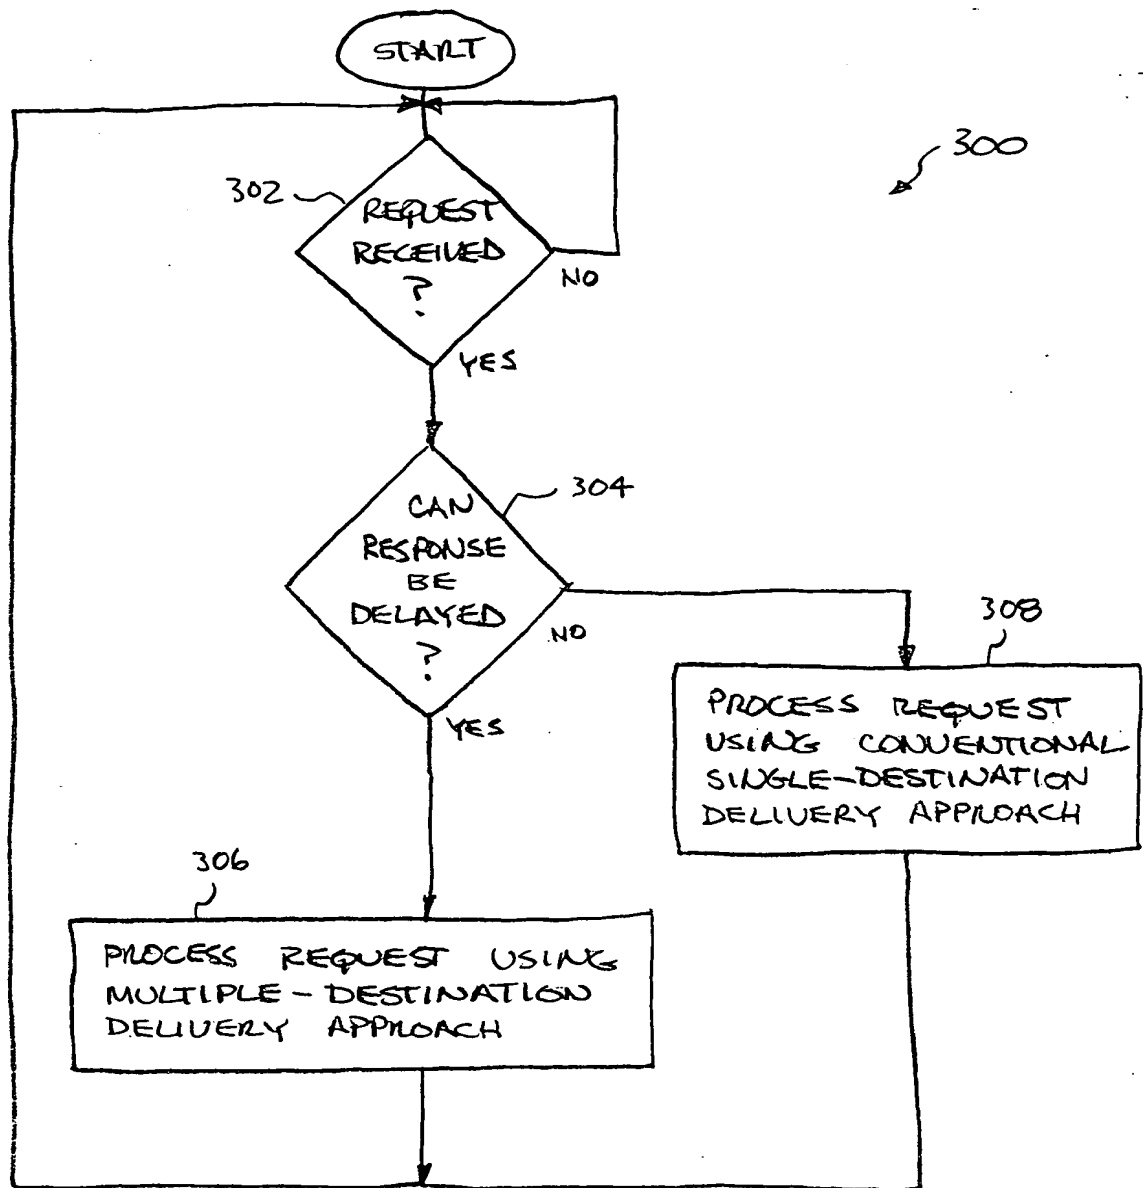 START
300
302
REQUEST
RECEIVED
?
NO
YES
304
CAN
RESPONSE
BE
DELAYED
?
NO
YES
308
PROCESS REQUEST
USING CONVENTIONAL
SINGLE-DESTINATION
DELIVERY APPROACH
306
PROCESS REQUEST USING
MULTIPLE-DESTINATION
DELIVERY APPROACH